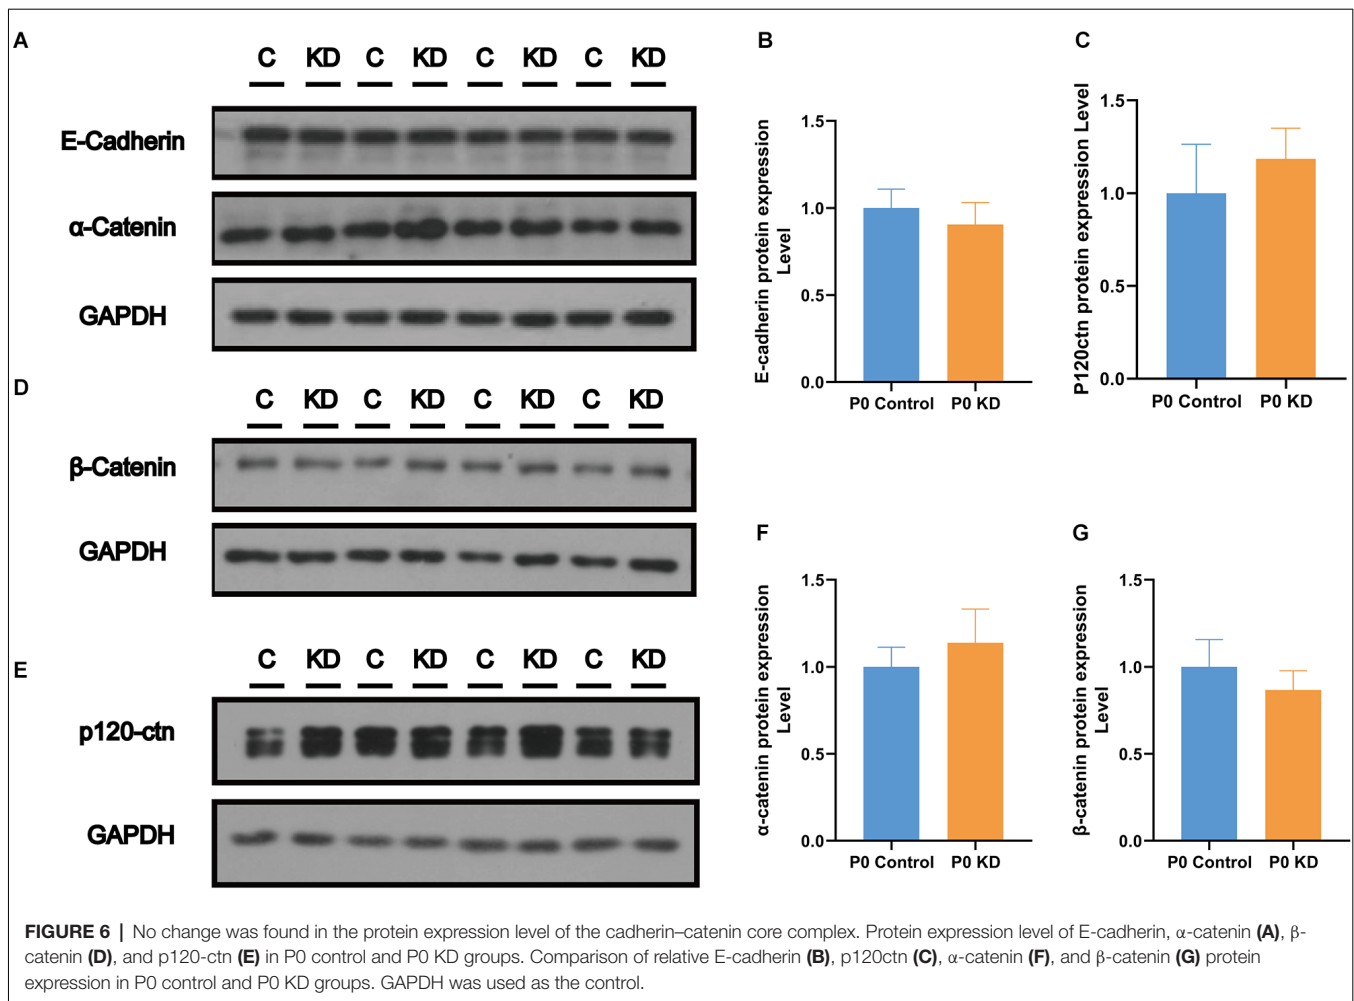 A
C KD C KD C KD C KD
E-Cadherin
α-Catenin
GAPDH
D
C KD C KD C KD C KD
β-Catenin
GAPDH
E
C KD C KD C KD C KD
p120-ctn
GAPDH
B
E-cadherin protein expression
Level
1.5
1.0
0.5
0.0
P0 Control P0 KD
C
P120ctn protein expression Level
1.5
1.0
0.5
0.0
P0 Control P0 KD
F
α-catenin protein expression
Level
1.5
1.0
0.5
0.0
P0 Control P0 KD
G
β-catenin protein expression
Level
1.5
1.0
0.5
0.0
P0 Control P0 KD
FIGURE 6 | No change was found in the protein expression level of the cadherin–catenin core complex. Protein expression level of E-cadherin, α-catenin (A), β-
catenin (D), and p120-ctn (E) in P0 control and P0 KD groups. Comparison of relative E-cadherin (B), p120ctn (C), α-catenin (F), and β-catenin (G) protein
expression in P0 control and P0 KD groups. GAPDH was used as the control.